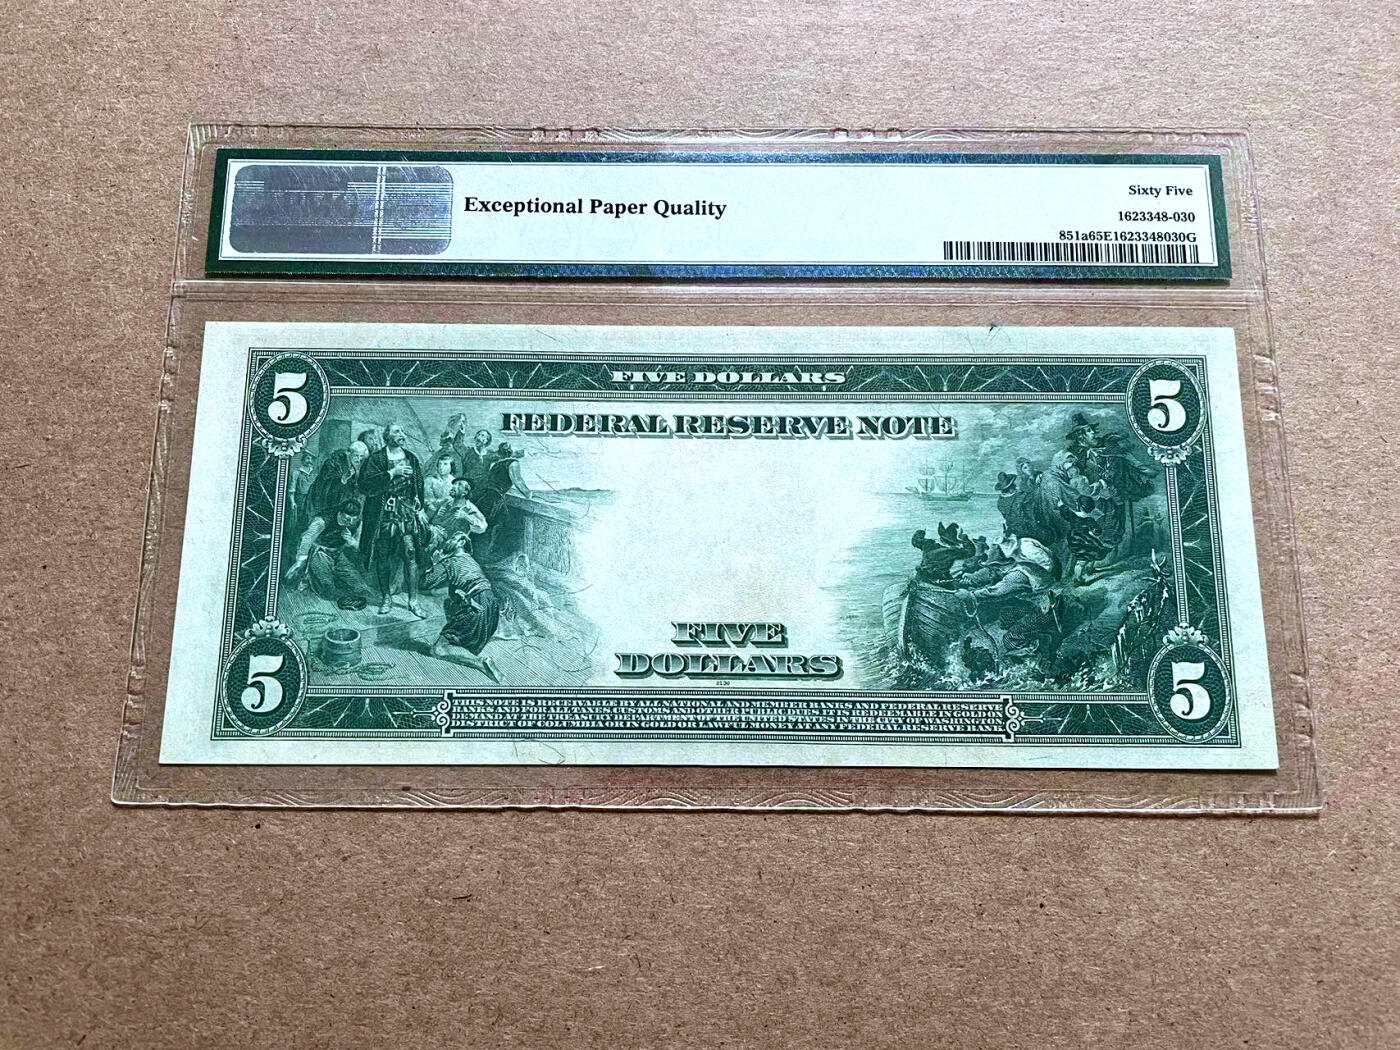 Exceptional Paper Quality
Sixty Five
1623348-030
851a65E1623348030G
5 FIVE DOLLARS 5
FEDERAL RESERVE NOTE
FIVE
DOLLARS
5 5
THIS NOTE IS RECEIVABLE BY ALL NATIONAL AND MEMBER BANKS AND FEDERAL RESERVE
BANKS AND FOR ALL TAXES, CUSTOMS AND OTHER PUBLIC DUES. IT IS REDEEMABLE IN GOLD ON
DEMAND AT THE TREASURY DEPARTMENT OF THE UNITED STATES IN THE CITY OF WASHINGTON,
DISTRICT OF COLUMBIA OR IN GOLD OR LAWFUL MONEY AT ANY FEDERAL RESERVE BANK.